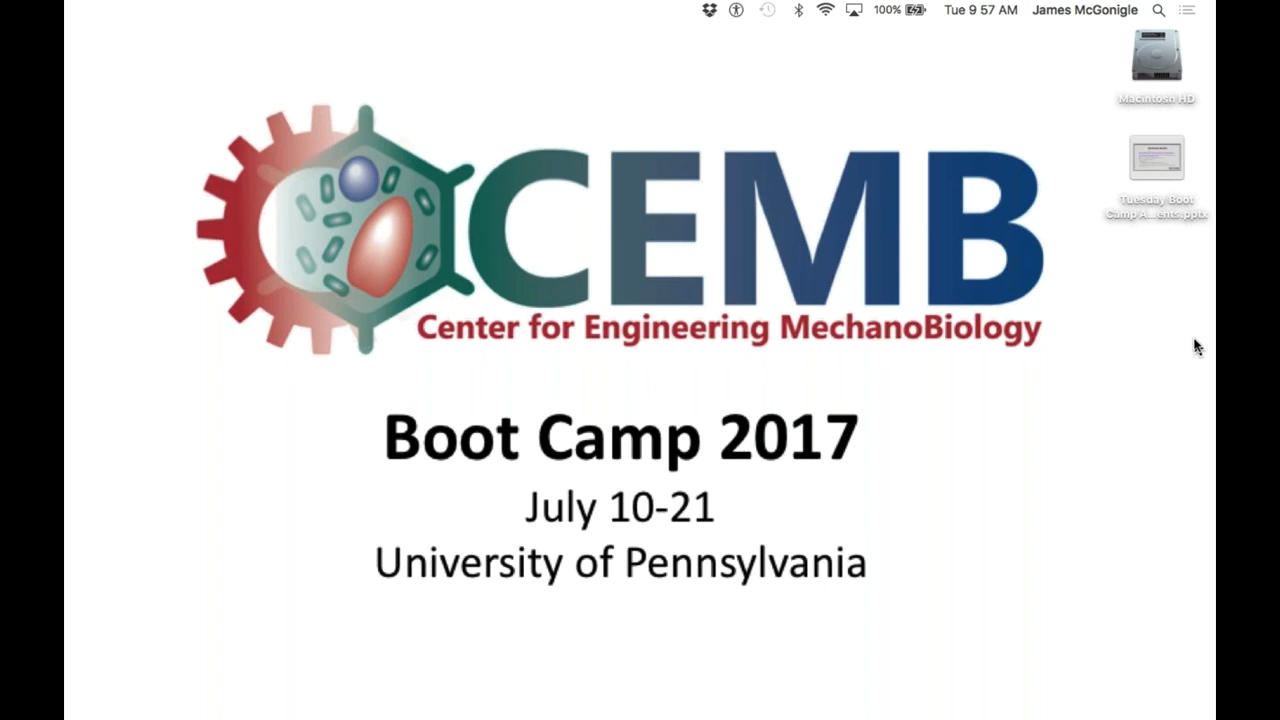 100% Tue 9 57 AM James McGonigle
Macintosh HD
Tuesday Boot
Camp A...ents.pptx
CEMB
Center for Engineering MechanoBiology
Boot Camp 2017
July 10-21
University of Pennsylvania